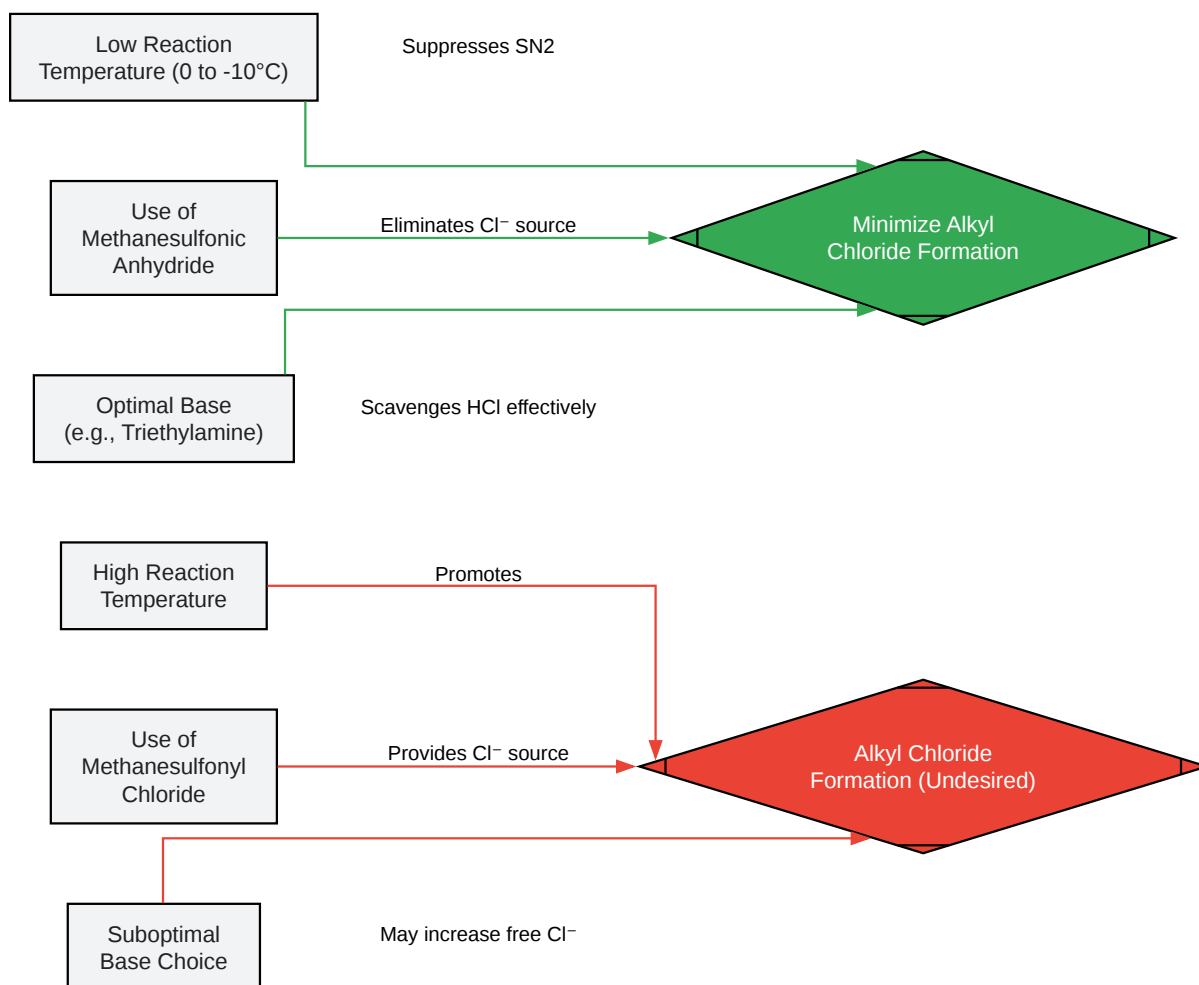 Low Reaction
Temperature (0 to -10°C)
Suppresses SN2
Use of
Methanesulfonic
Anhydride
Eliminates Cl⁻ source
Minimize Alkyl
Chloride Formation
Optimal Base
(e.g., Triethylamine)
Scavenges HCl effectively
High Reaction
Temperature
Promotes
Use of
Methanesulfonyl
Chloride
Provides Cl⁻ source
Alkyl Chloride
Formation (Undesired)
Suboptimal
Base Choice
May increase free Cl⁻